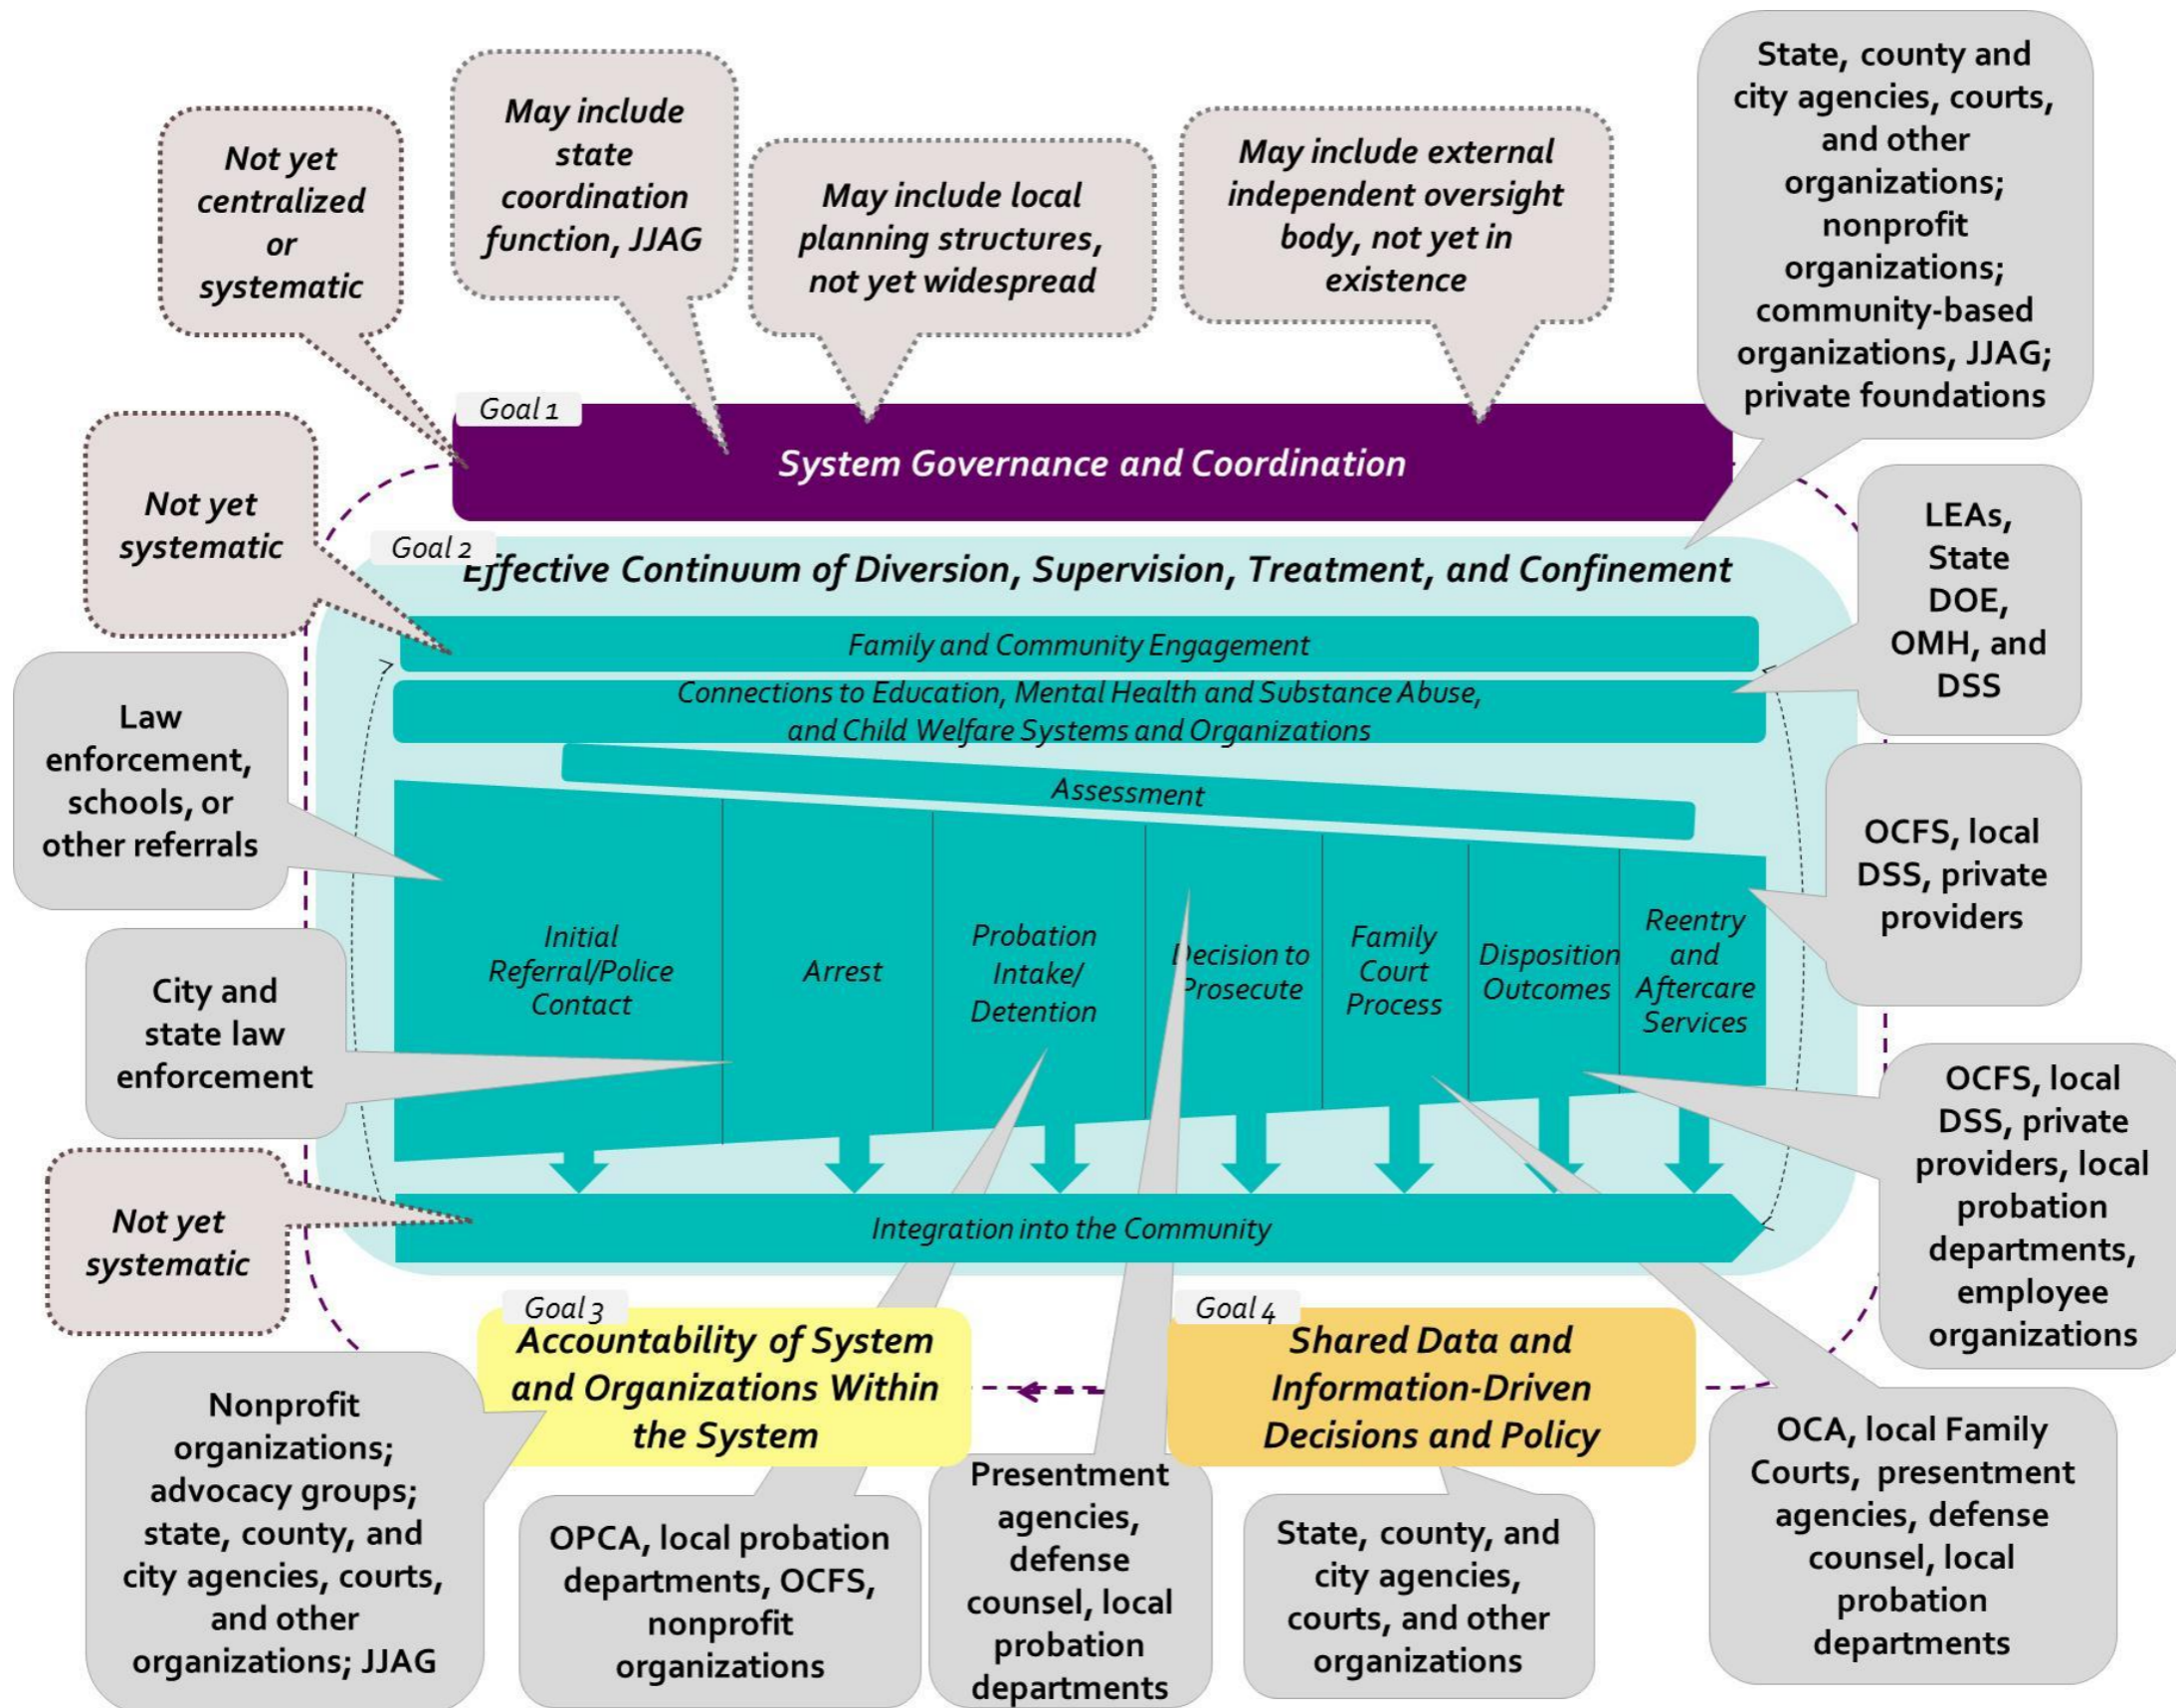 State, county and
city agencies, courts,
and other
organizations;
nonprofit
organizations;
community-based
organizations, JJAG;
private foundations
May include
state
coordination
function, JJAG
Not yet
centralized
or
systematic
May include local
planning structures,
not yet widespread
May include external
independent oversight
body, not yet in
existence
Goal 1
System Governance and Coordination
Not yet
systematic
LEAs,
State
DOE,
OMH, and
DSS
Goal 2
Effective Continuum of Diversion, Supervision, Treatment, and Confinement
Family and Community Engagement
Connections to Education, Mental Health and Substance Abuse,
and Child Welfare Systems and Organizations
Law
enforcement,
schools, or
other referrals
Assessment
OCFS, local
DSS, private
providers
Initial
Referral/Police
Contact
Arrest
Probation
Intake/
Detention
Decision to
Prosecute
Family
Court
Process
Disposition
Outcomes
Reentry
and
Aftercare
Services
City and
state law
enforcement
OCFS, local
DSS, private
providers, local
probation
departments,
employee
organizations
Not yet
systematic
Integration into the Community
Goal 3
Accountability of System
and Organizations Within
the System
Goal 4
Shared Data and
Information-Driven
Decisions and Policy
Nonprofit
organizations;
advocacy groups;
state, county, and
city agencies, courts,
and other
organizations; JJAG
OPCA, local probation
departments, OCFS,
nonprofit
organizations
Presentment
agencies,
defense
counsel, local
probation
departments
State, county, and
city agencies,
courts, and other
organizations
OCA, local Family
Courts, presentment
agencies, defense
counsel, local
probation
departments